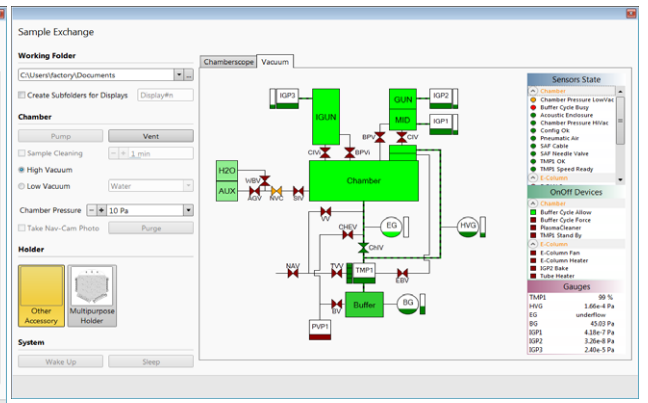 Sample Exchange
Working Folder
C:\Users\factory\Documents
...
Create Subfolders for Displays
Display#n
Chamber
Pump
Vent
Sample Cleaning
- + 1 min
High Vacuum
Low Vacuum
Water
Chamber Pressure
- + 10 Pa
Take Nav-Cam Photo
Purge
Holder
Other
Accessory
Multipurpose
Holder
System
Wake Up
Sleep
Chamberscope
Vacuum
IGP3
IGUN
GUN
MID
IGP2
IGP1
BPV
CIV
CIVi
BPVi
H2O
AUX
WBV
AQV
NVC
SIV
Chamber
VV
CHEV
EG
HVG
CHV
NAV
TVV
TMP1
EBV
BV
Buffer
BG
PVP1
Sensors State
Chamber
Chamber Pressure LowVac
Buffer Cycle Busy
Acoustic Enclosure
Chamber Pressure HiVac
Config Ok
Pneumatic Air
SAF Cable
SAF Needle Valve
TMP1 OK
TMP1 Speed Ready
E-Column
OnOff Devices
Chamber
Buffer Cycle Allow
Buffer Cycle Force
PlasmaCleaner
TMP1 Stand By
E-Column
E-Column Fan
E-Column Heater
IGP2 Bake
Tube Heater
Gauges
TMP1 99 %
HVG 1.66e-4 Pa
EG underflow
BG 45.03 Pa
IGP1 4.18e-7 Pa
IGP2 3.26e-8 Pa
IGP3 2.40e-5 Pa